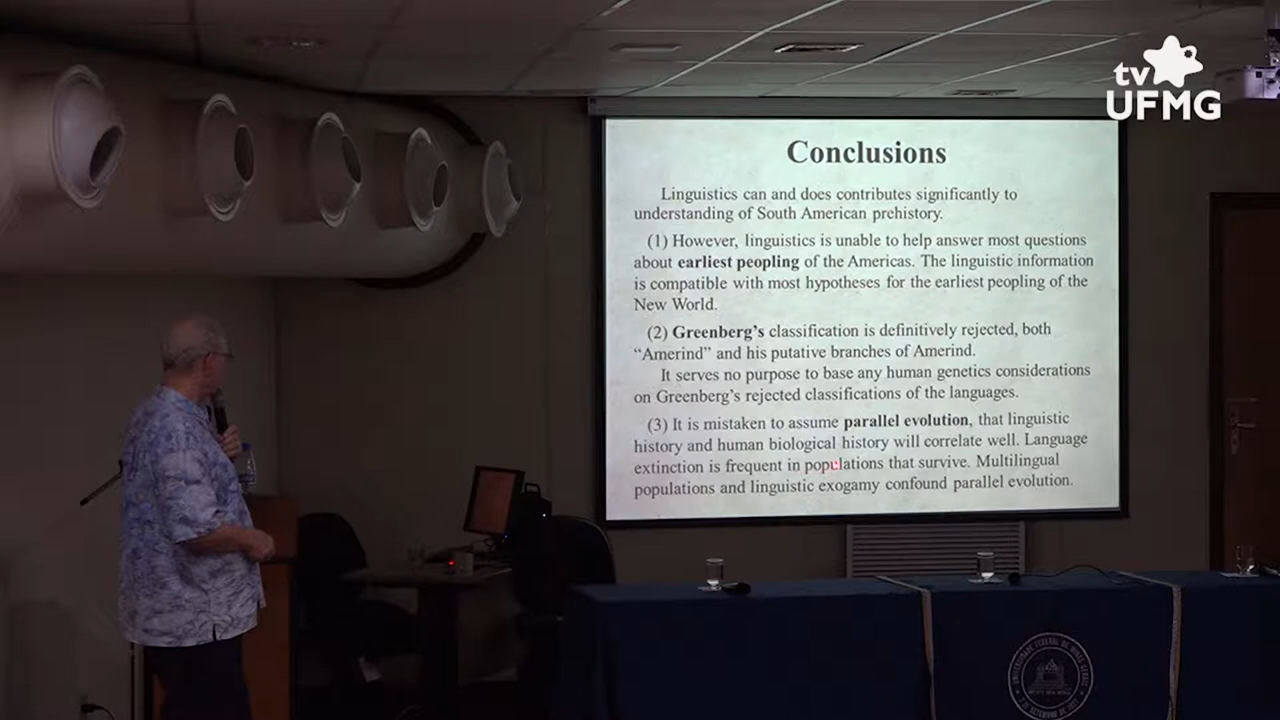 tv
UFMG
Conclusions
Linguistics can and does contributes significantly to
understanding of South American prehistory.
(1) However, linguistics is unable to help answer most questions
about earliest peopling of the Americas. The linguistic information
is compatible with most hypotheses for the earliest peopling of the
New World.
(2) Greenberg's classification is definitively rejected, both
“Amerind” and his putative branches of Amerind.
It serves no purpose to base any human genetics considerations
on Greenberg's rejected classifications of the languages.
(3) It is mistaken to assume parallel evolution, that linguistic
history and human biological history will correlate well. Language
extinction is frequent in populations that survive. Multilingual
populations and linguistic exogamy confound parallel evolution.
UNIVERSIDADE FEDERAL DE MINAS GERAIS